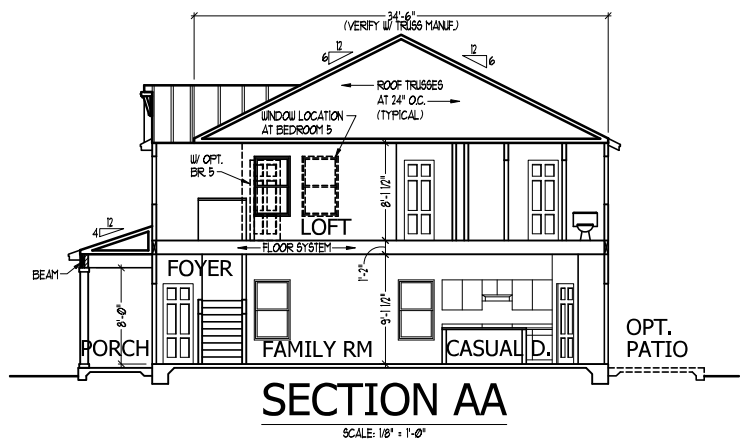 34'-6"
(VERIFY W/ TRUSS MANUF.)
12
6
12
6
ROOF TRUSSES
AT 24" O.C.
(TYPICAL)
WINDOW LOCATION
AT BEDROOM 5
W/ OPT.
BR. 5
8'-1 1/2"
LOFT
12
4
FLOOR SYSTEM
BEAM
FOYER
1'-2"
8'-0"
9'-1 1/2"
PORCH
FAMILY RM
CASUAL D.
OPT.
PATIO
SECTION AA
SCALE: 1/8" = 1'-0"